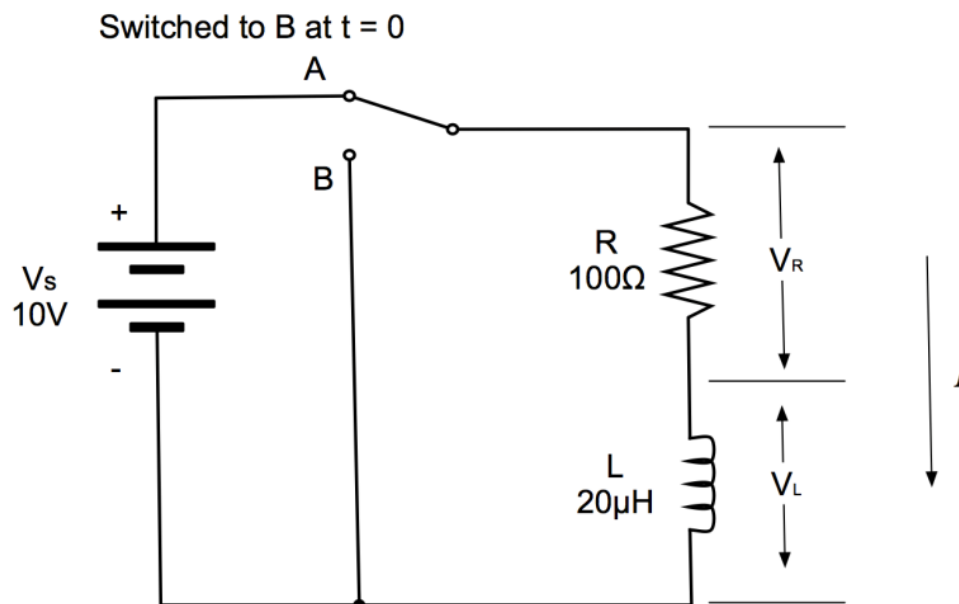 Switched to B at t = 0
A
B
+
Vs
10V
-
R
100Ω
VR
L
20µH
VL